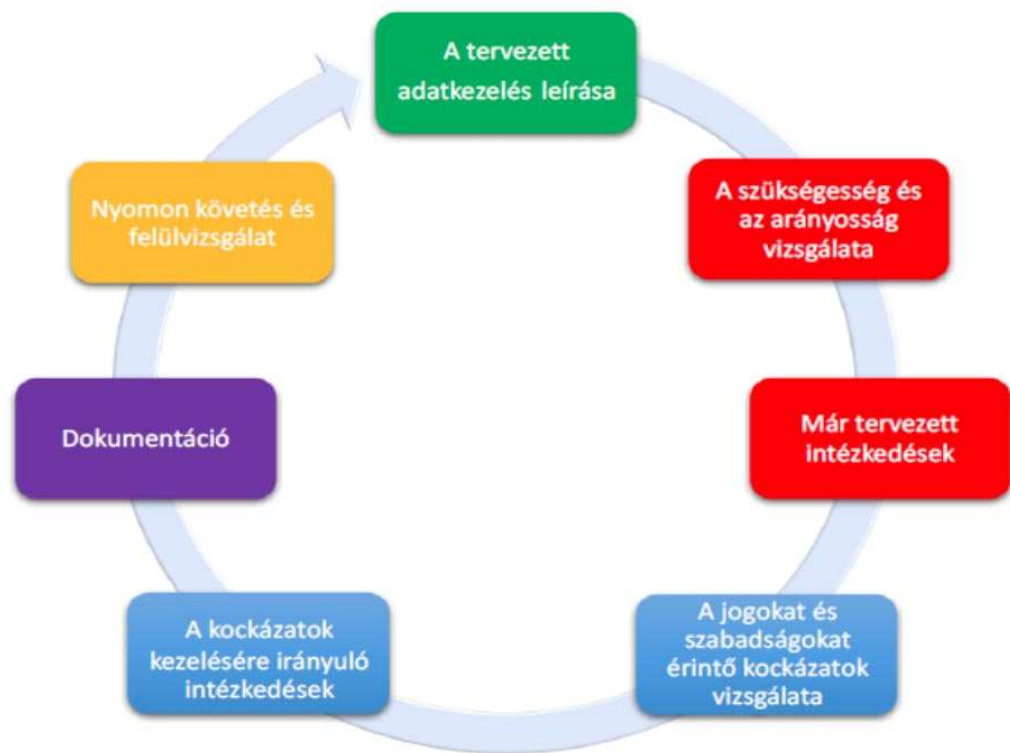 A tervezett
adatkezelés leírása
A szükségesség és
az arányosság
vizsgálata
Már tervezett
intézkedések
A jogokat és
szabadságokat
érintő kockázatok
vizsgálata
A kockázatok
kezelésére irányuló
intézkedések
Dokumentáció
Nyomon követés és
felülvizsgálat